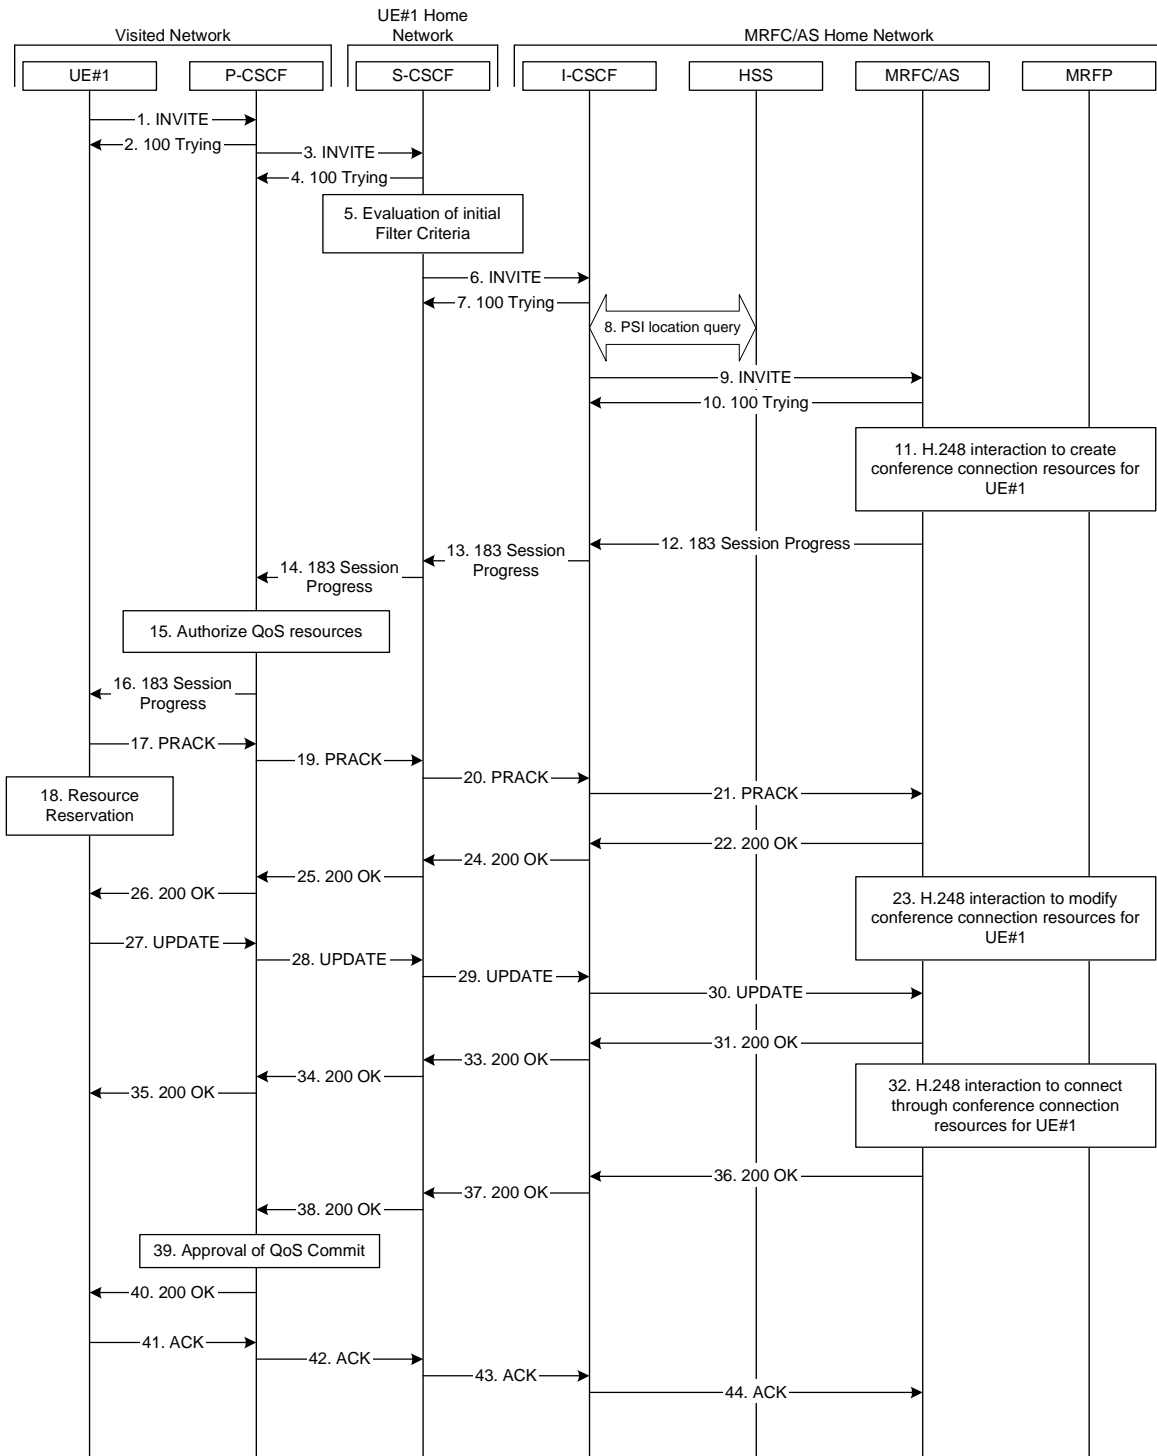 UE#1 Home
Network
Visited Network
MRFC/AS Home Network
UE#1
P-CSCF
S-CSCF
I-CSCF
HSS
MRFC/AS
MRFP
1. INVITE
2. 100 Trying
3. INVITE
4. 100 Trying
5. Evaluation of initial
Filter Criteria
6. INVITE
7. 100 Trying
8. PSI location query
9. INVITE
10. 100 Trying
11. H.248 interaction to create
conference connection resources for
UE#1
12. 183 Session Progress
13. 183 Session
Progress
14. 183 Session
Progress
15. Authorize QoS resources
16. 183 Session
Progress
17. PRACK
19. PRACK
20. PRACK
18. Resource
Reservation
21. PRACK
22. 200 OK
24. 200 OK
25. 200 OK
26. 200 OK
23. H.248 interaction to modify
conference connection resources for
UE#1
27. UPDATE
28. UPDATE
29. UPDATE
30. UPDATE
31. 200 OK
33. 200 OK
34. 200 OK
35. 200 OK
32. H.248 interaction to connect
through conference connection
resources for UE#1
36. 200 OK
37. 200 OK
38. 200 OK
39. Approval of QoS Commit
40. 200 OK
41. ACK
42. ACK
43. ACK
44. ACK